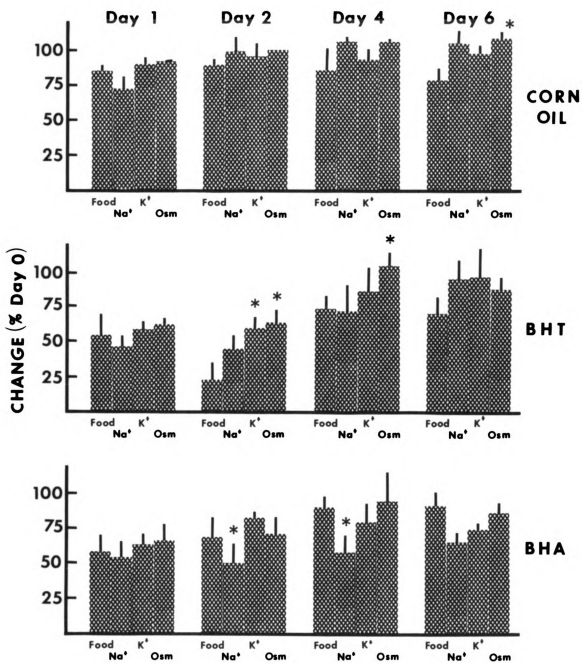 Day 1 Day 2 Day 4 Day 6
*
100
75
50
25
CORN
OIL
Food K+ Food K+ Food K+ Food K+
Na+ Osm Na+ Osm Na+ Osm Na+ Osm
CHANGE (% Day 0)
* * *
100
75
50
25
BHT
Food K+ Food K+ Food K+ Food K+
Na+ Osm Na+ Osm Na+ Osm Na+ Osm
* *
100
75
50
25
BHA
Food K+ Food K+ Food K+ Food K+
Na+ Osm Na+ Osm Na+ Osm Na+ Osm